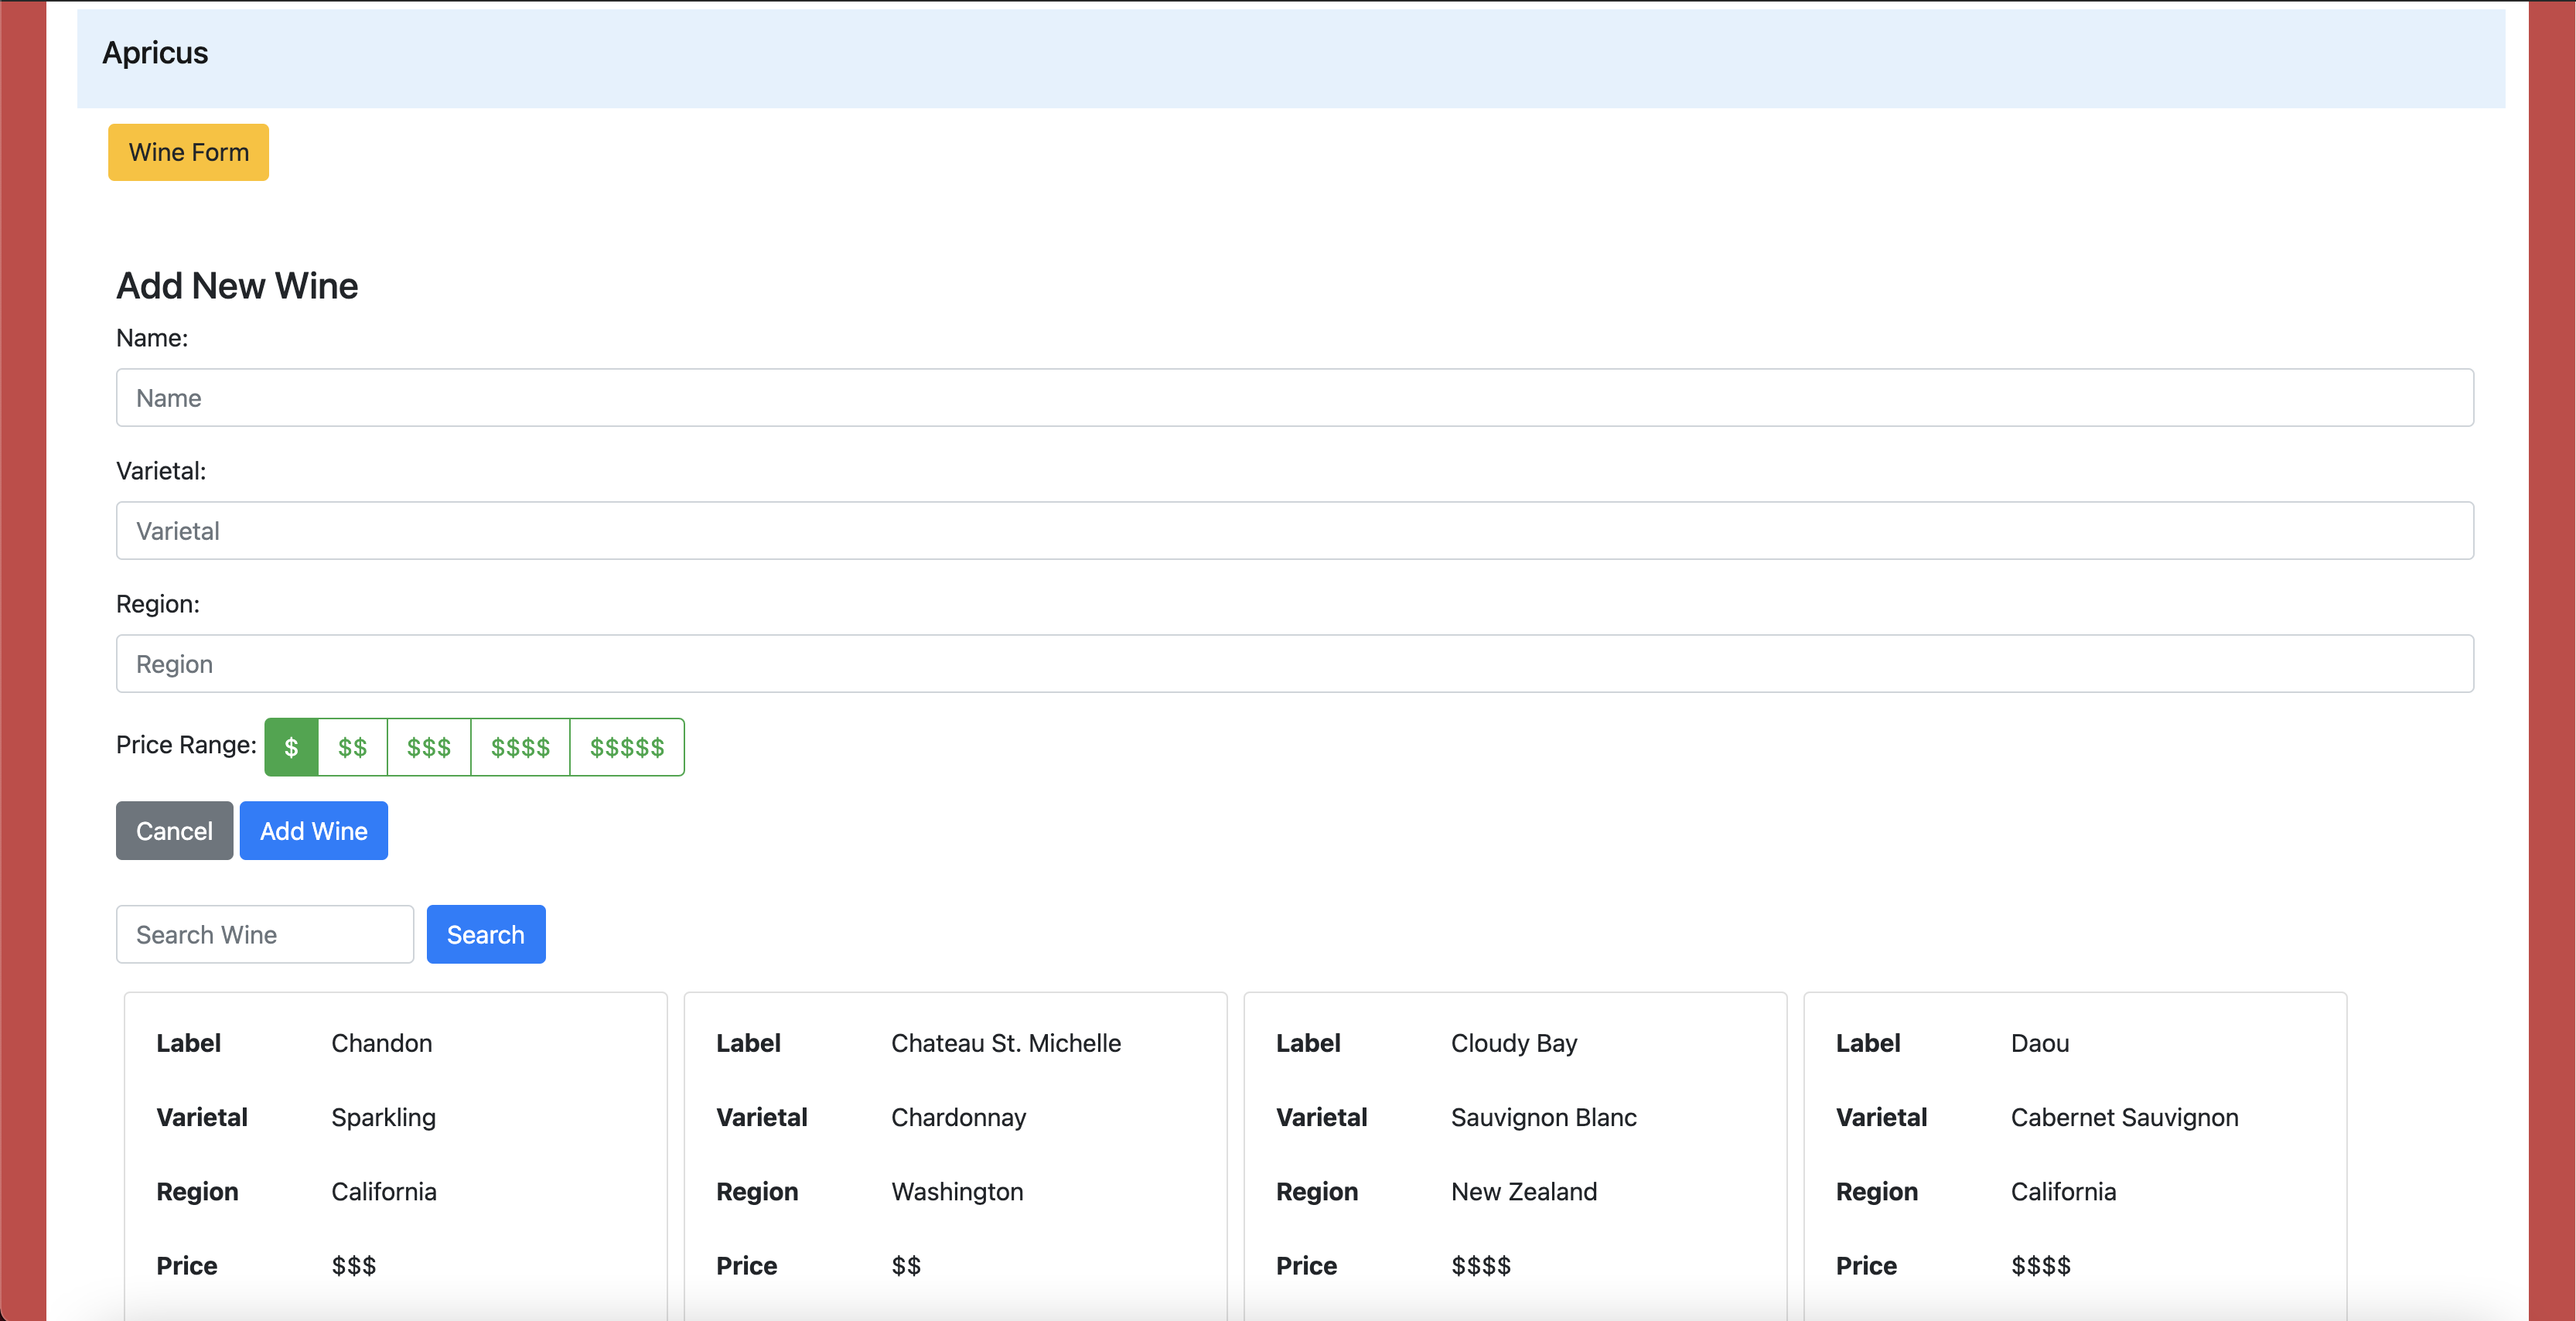 Apricus
Wine Form
Add New Wine
Name:
Name
Varietal:
Varietal
Region:
Region
Price Range: $ $$ $$$ $$$$ $$$$$
Cancel Add Wine
Search Wine Search
Label Chandon Label Chateau St. Michelle Label Cloudy Bay Label Daou
Varietal Sparkling Varietal Chardonnay Varietal Sauvignon Blanc Varietal Cabernet Sauvignon
Region California Region Washington Region New Zealand Region California
Price $$$ Price $$ Price $$$$ Price $$$$